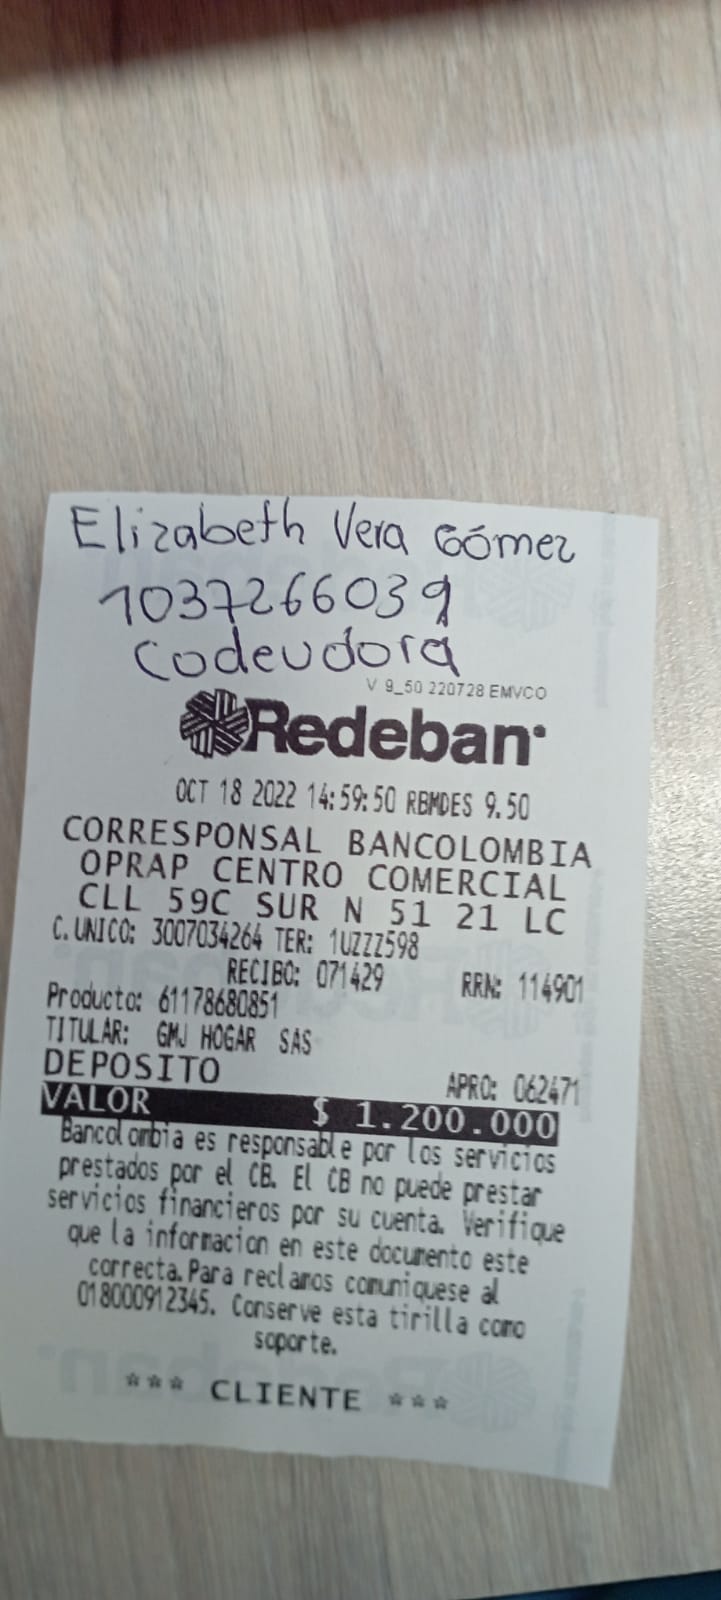 Elizabeth Vera Gómez
1037266039
Codeudora
V 9_50 220728 EMVCO
Redeban
OCT 18 2022 14:59:50 RBMDES 9.50
CORRESPONSAL BANCOLOMBIA
OPRAP CENTRO COMERCIAL
CLL 59C SUR N 51 21 LC
C.UNICO: 3007034264 TER: 1UZZZ598
RECIBO: 071429 RRN: 114901
Producto: 61178680851
TITULAR: GMJ HOGAR SAS
DEPOSITO APRO: 062471
VALOR $ 1.200.000
Bancolombia es responsable por los servicios
prestados por el CB. El CB no puede prestar
servicios financieros por su cuenta. Verifique
que la informacion en este documento este
correcta.Para reclamos comuniquese al
018000912345. Conserve esta tirilla como
soporte.
*** CLIENTE ***